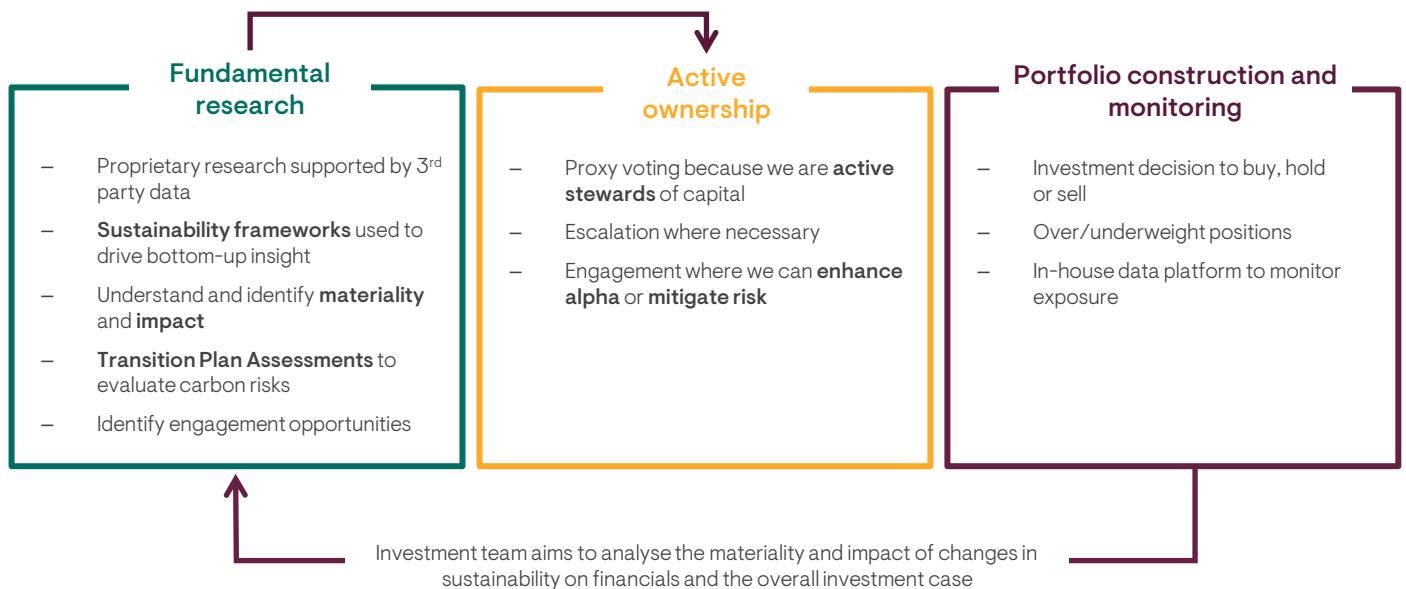 Fundamental
research
– Proprietary research supported by 3rd
party data
– Sustainability frameworks used to
drive bottom-up insight
– Understand and identify materiality
and impact
– Transition Plan Assessments to
evaluate carbon risks
– Identify engagement opportunities
Active
ownership
– Proxy voting because we are active
stewards of capital
– Escalation where necessary
– Engagement where we can enhance
alpha or mitigate risk
Portfolio construction and
monitoring
– Investment decision to buy, hold
or sell
– Over/underweight positions
– In-house data platform to monitor
exposure
Investment team aims to analyse the materiality and impact of changes in
sustainability on financials and the overall investment case